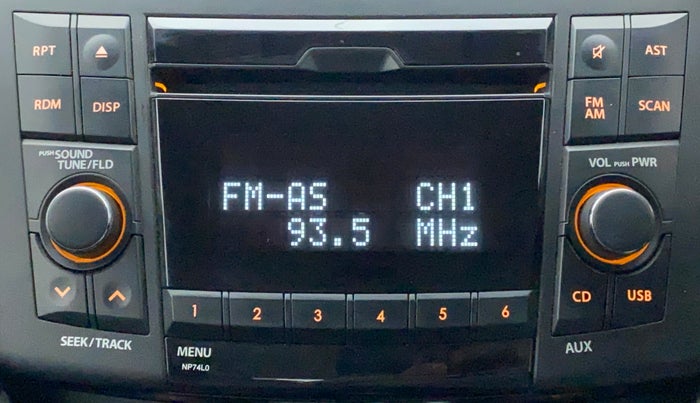 RPT
RDM DISP
PUSH SOUND
TUNE/FLD
SEEK/TRACK
FM-AS CH1
93.5 MHz
1 2 3 4 5 6
MENU
NP74L0
AST
FM
AM
SCAN
VOL PUSH PWR
CD USB
AUX